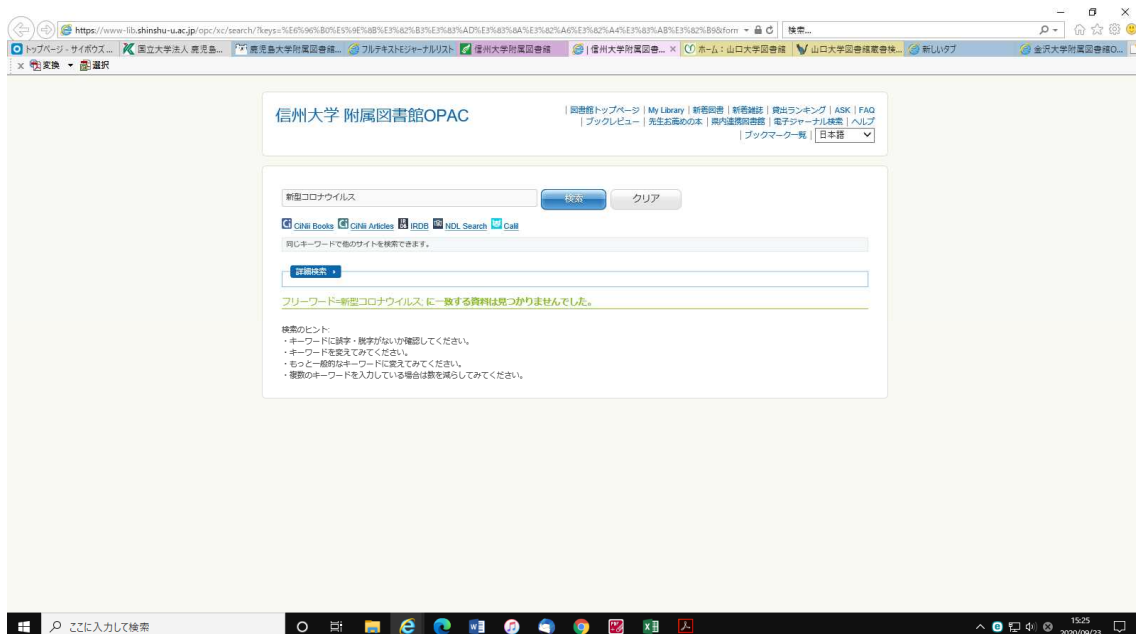 https://www-lib.shinshu-u.ac.jp/opc/xc/search/?keys=%E6%96%B0%E5%9E%8B%E3%82%B3%E3%83%AD%E3%83%8A%E3%82%A6%E3%82%A4%E3%83%AB%E3%82%B9&form 検索...
トップページ - サイボウズ... 国立大学法人 鹿児島... 鹿児島大学附属図書館... フルテキストEジャーナルリスト 信州大学附属図書館 | 信州大学附属図書... × ホーム : 山口大学図書館 山口大学図書館蔵書検... 新しいタブ 金沢大学附属図書館O...
x 変換 ▼ 選択
信州大学 附属図書館OPAC
| 図書館トップページ | My Library | 新着図書 | 新着雑誌 | 貸出ランキング | ASK | FAQ
| ブックレビュー | 先生お薦めの本 | 県内連携図書館 | 電子ジャーナル検索 | ヘルプ
| ブックマーク一覧 | 日本語
新型コロナウイルス 検索 クリア
CiNii Books CiNii Articles IRDB NDL Search Calil
同じキーワードで他のサイトを検索できます。
詳細検索
フリーワード=新型コロナウイルス; に一致する資料は見つかりませんでした。
検索のヒント:
・キーワードに誤字・脱字がないか確認してください。
・キーワードを変えてみてください。
・もっと一般的なキーワードに変えてみてください。
・複数のキーワードを入力している場合は数を減らしてみてください。
ここに入力して検索
15:25
2020/09/23